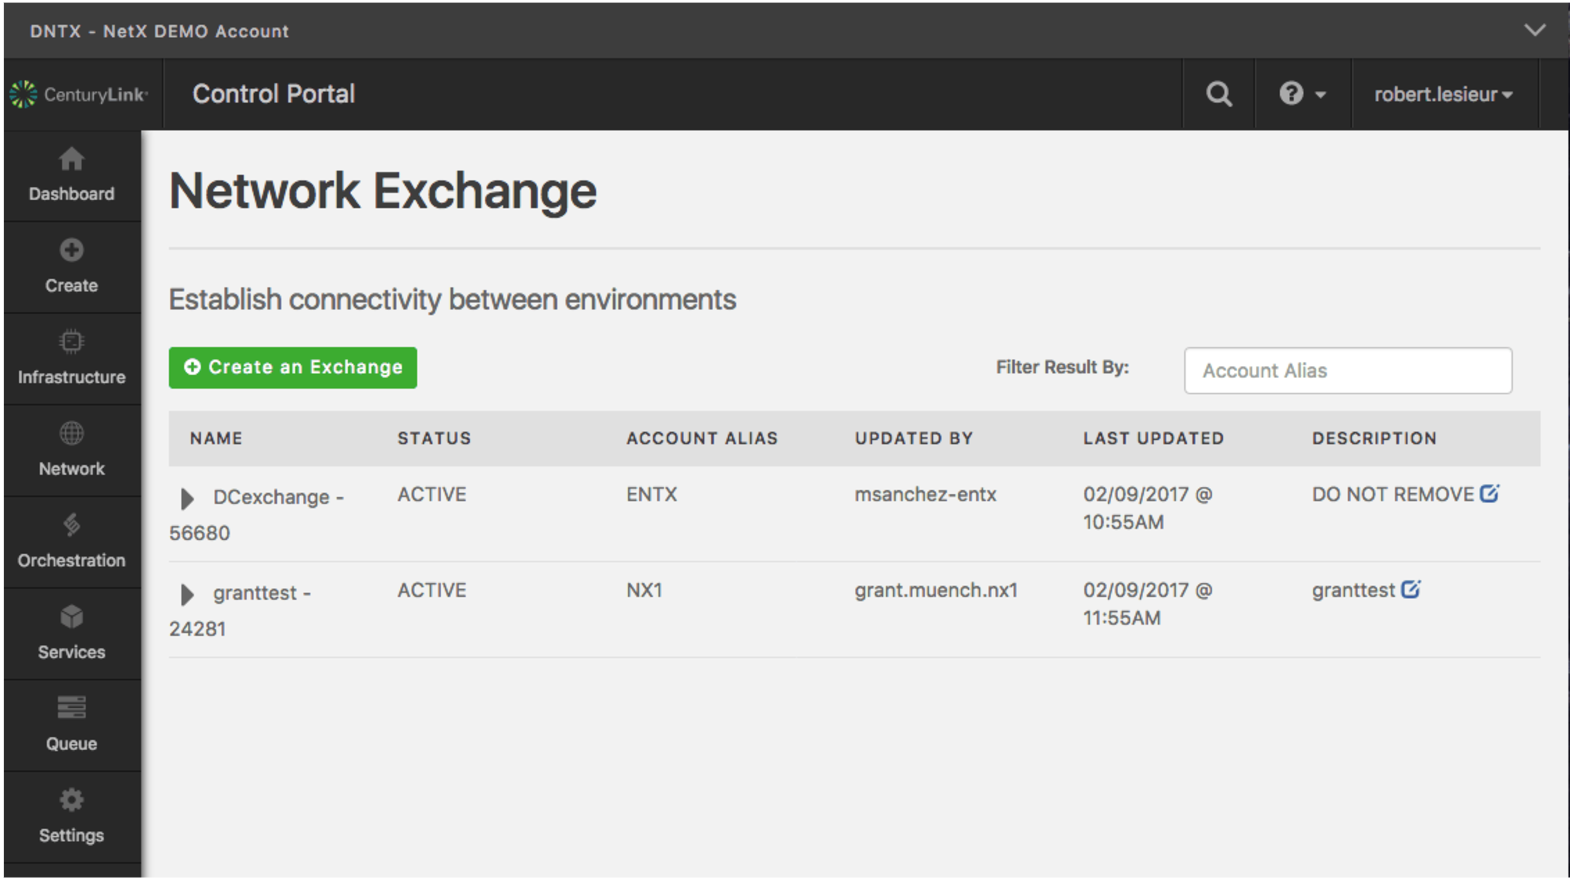 DNTX - NetX DEMO Account
CenturyLink
Control Portal
robert.lesieur
Dashboard
Create
Infrastructure
Network
Orchestration
Services
Queue
Settings
Network Exchange
Establish connectivity between environments
Create an Exchange
Filter Result By:
Account Alias
NAME STATUS ACCOUNT ALIAS UPDATED BY LAST UPDATED DESCRIPTION
DCexchange - ACTIVE ENTX msanchez-entx 02/09/2017 @ DO NOT REMOVE
56680 10:55AM
granttest - ACTIVE NX1 grant.muench.nx1 02/09/2017 @ granttest
24281 11:55AM